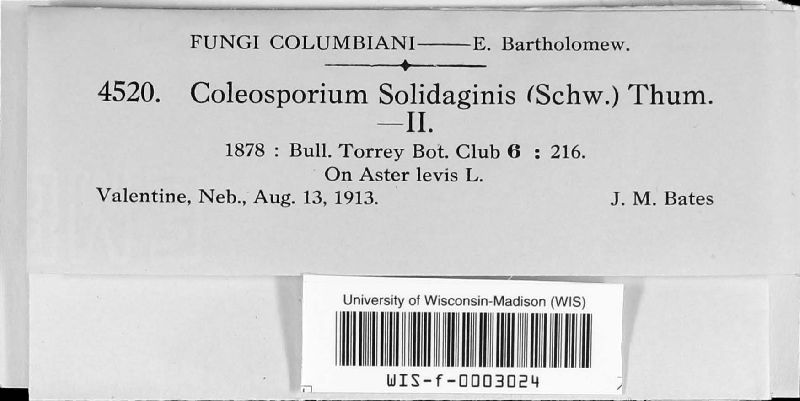 FUNGI COLUMBIANI——E. Bartholomew.
4520. Coleosporium Solidaginis (Schw.) Thum.
—II.
1878 : Bull. Torrey Bot. Club 6 : 216.
On Aster levis L.
Valentine, Neb., Aug. 13, 1913. J. M. Bates
University of Wisconsin-Madison (WIS)
WIS-f-0003024